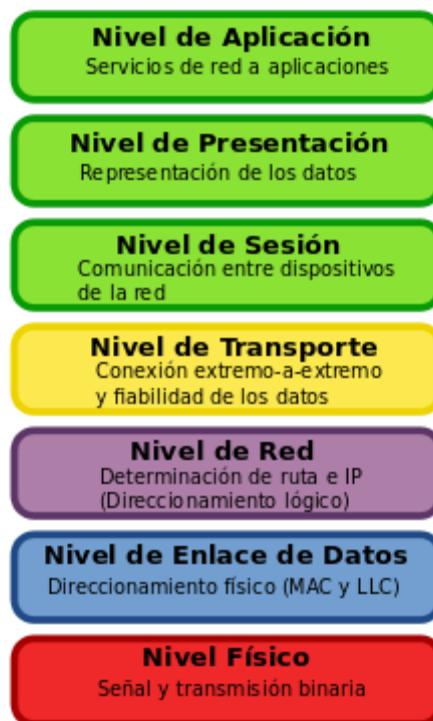 Nivel de Aplicación
Servicios de red a aplicaciones
Nivel de Presentación
Representación de los datos
Nivel de Sesión
Comunicación entre dispositivos
de la red
Nivel de Transporte
Conexión extremo-a-extremo
y fiabilidad de los datos
Nivel de Red
Determinación de ruta e IP
(Direccionamiento lógico)
Nivel de Enlace de Datos
Direccionamiento físico (MAC y LLC)
Nivel Físico
Señal y transmisión binaria